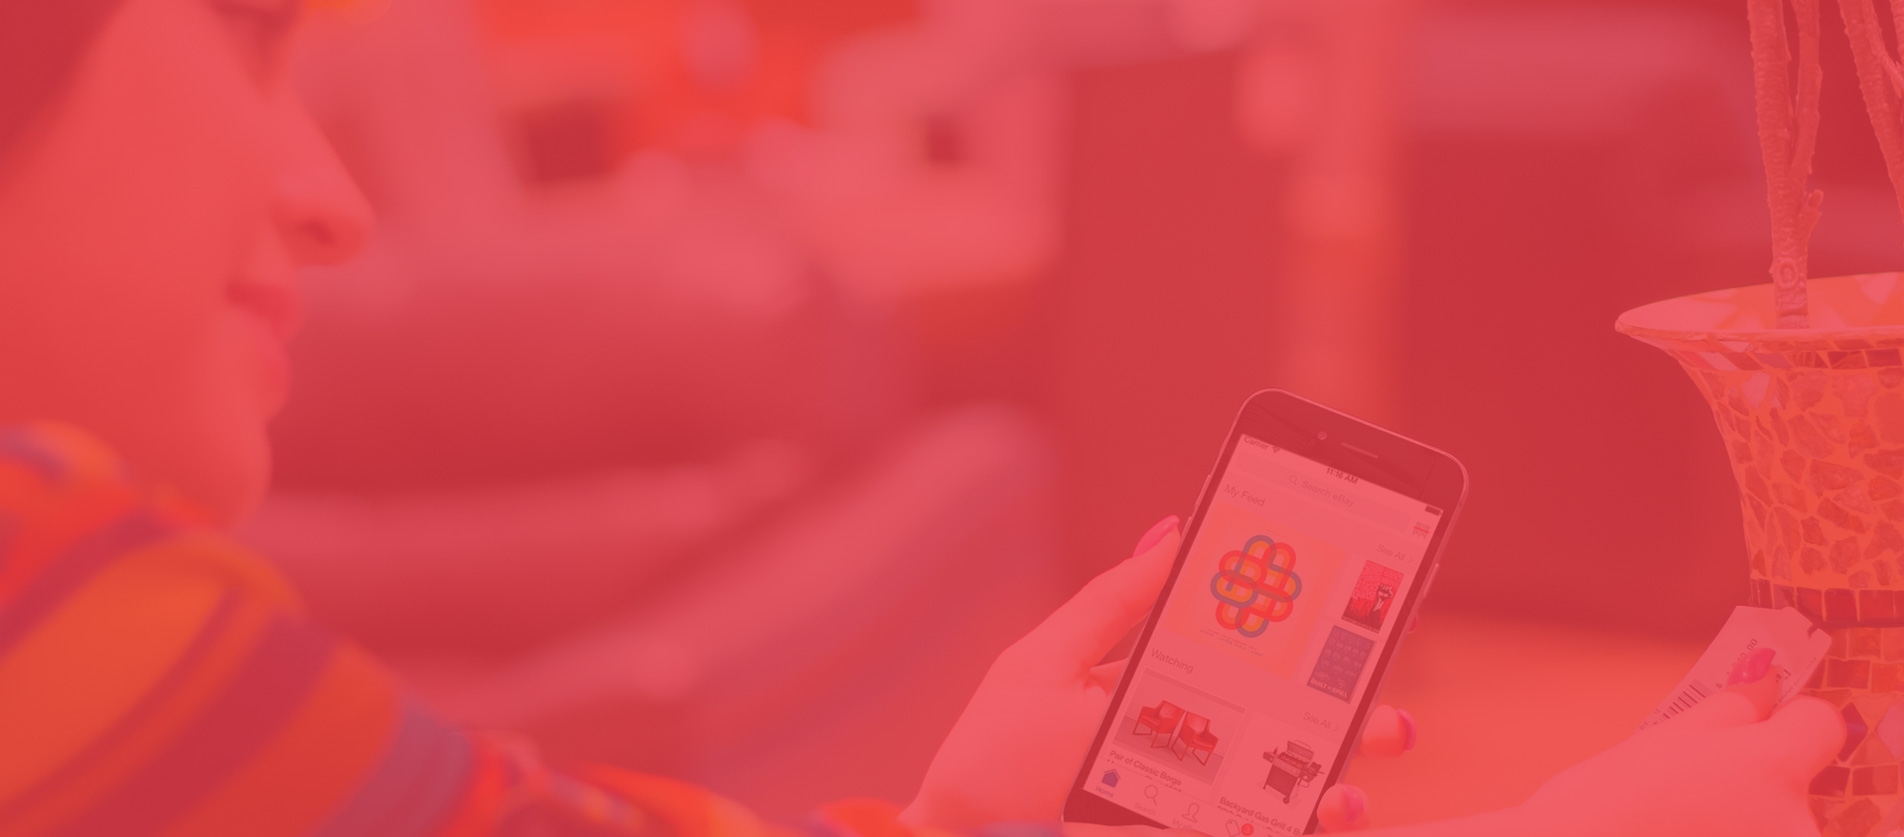 Carrier
11:16 AM
Search eBay
My Feed
See All
Watching
See All
Pair of Classic Bergs
Backyard Gas Grill 4 B
Home